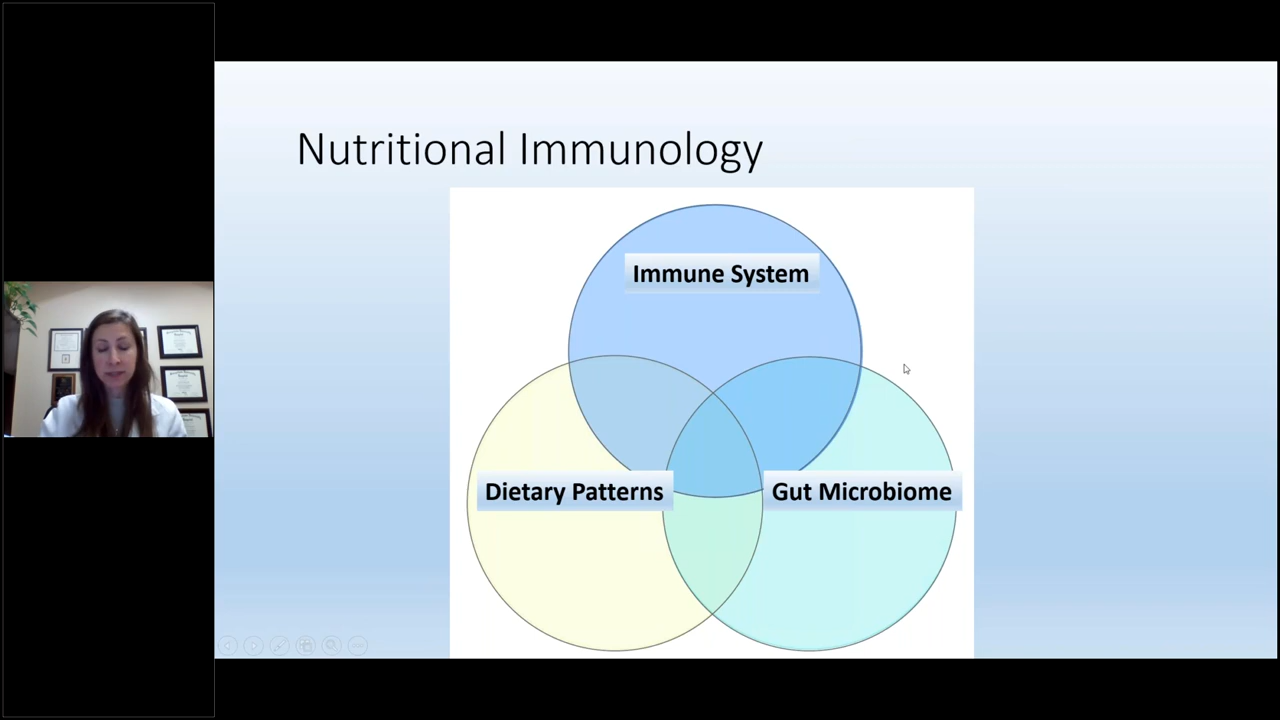 Nutritional Immunology
Immune System
Dietary Patterns
Gut Microbiome